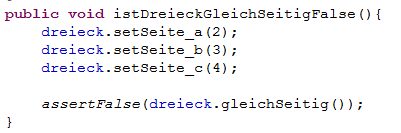 public void istDreieckGleichSeitigFalse(){
dreieck.setSeite_a(2);
dreieck.setSeite_b(3);
dreieck.setSeite_c(4);
assertFalse(dreieck.gleichSeitig());
}